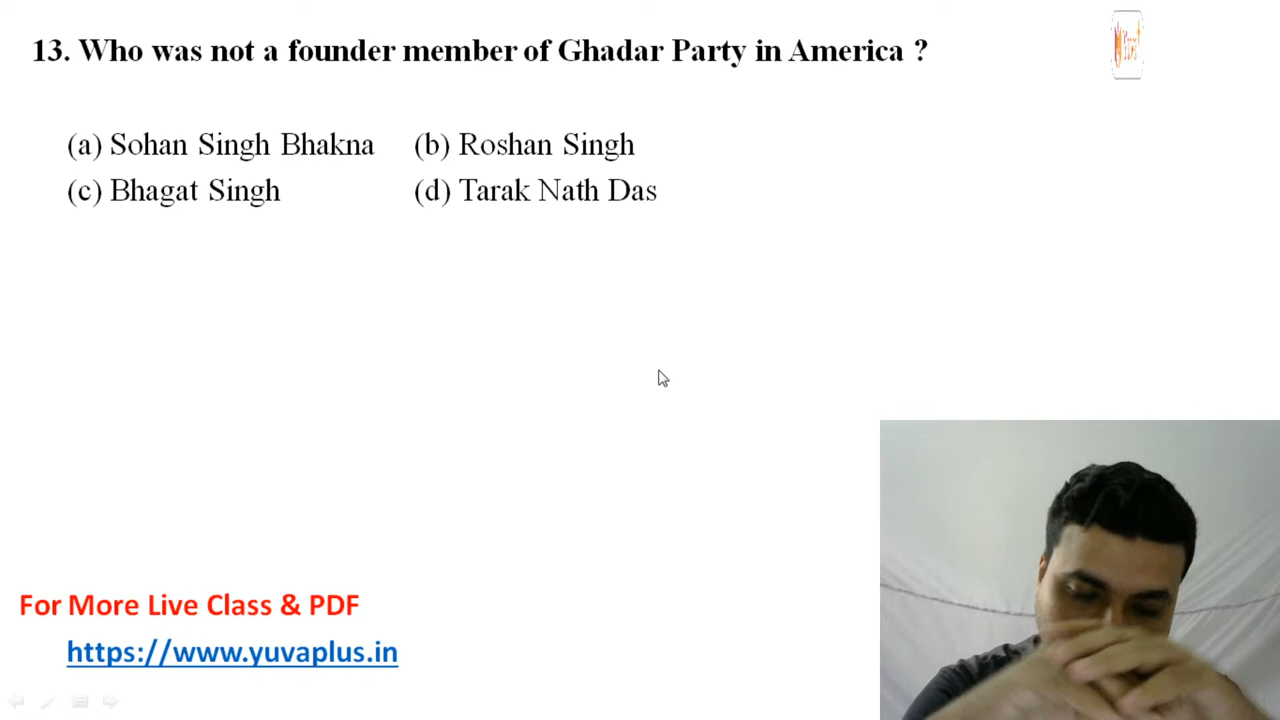 13. Who was not a founder member of Ghadar Party in America ?
(a) Sohan Singh Bhakna (b) Roshan Singh
(c) Bhagat Singh (d) Tarak Nath Das
For More Live Class & PDF
https://www.yuvaplus.in